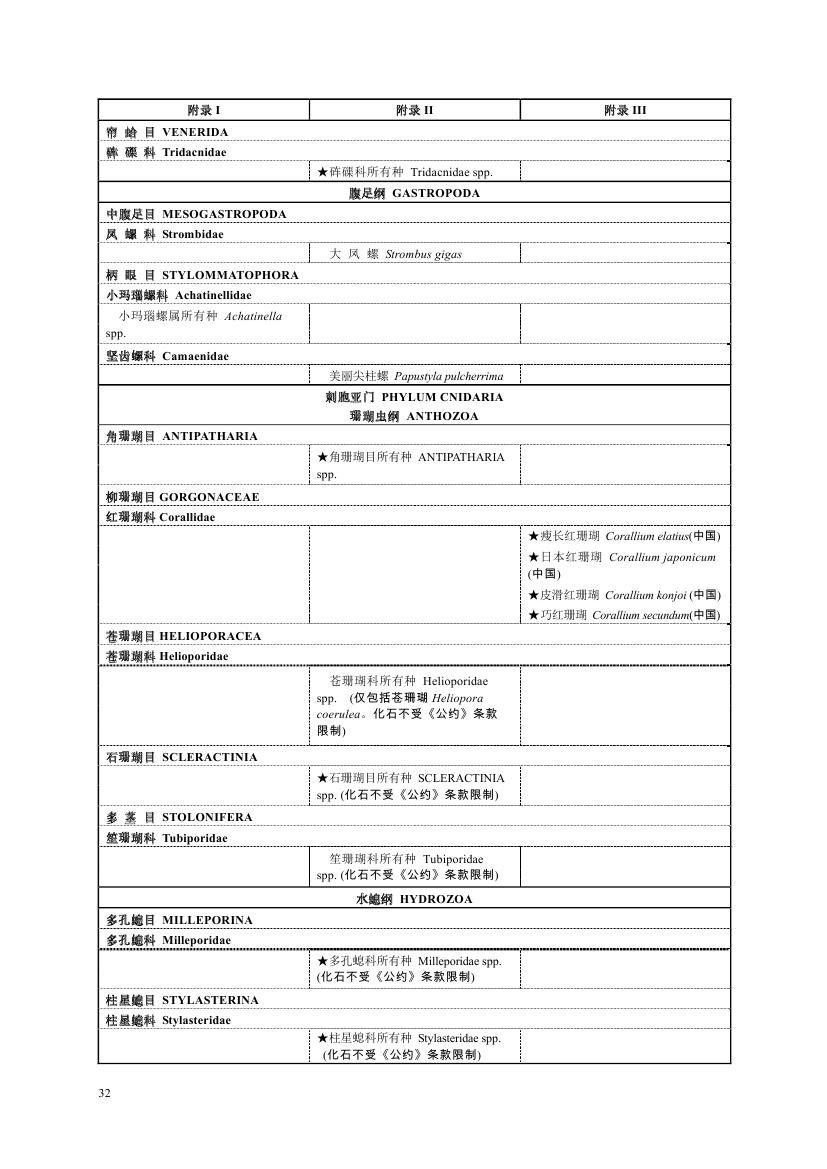 附录 I 附录 II 附录 III
帘 蛤 目 VENERIDA
砗 磲 科 Tridacnidae
★砗磲科所有种 Tridacnidae spp.
腹足纲 GASTROPODA
中腹足目 MESOGASTROPODA
凤 螺 科 Strombidae
大 凤 螺 Strombus gigas
柄 眼 目 STYLOMMATOPHORA
小玛瑙螺科 Achatinellidae
小玛瑙螺属所有种 Achatinella
spp.
坚齿螺科 Camaenidae
美丽尖柱螺 Papustyla pulcherrima
刺胞亚门 PHYLUM CNIDARIA
珊瑚虫纲 ANTHOZOA
角珊瑚目 ANTIPATHARIA
★角珊瑚目所有种 ANTIPATHARIA
spp.
柳珊瑚目 GORGONACEAE
红珊瑚科 Corallidae
★瘦长红珊瑚 Corallium elatius(中国)
★日本红珊瑚 Corallium japonicum
(中国)
★皮滑红珊瑚 Corallium konjoi (中国)
★巧红珊瑚 Corallium secundum(中国)
苍珊瑚目 HELIOPORACEA
苍珊瑚科 Helioporidae
苍珊瑚科所有种 Helioporidae
spp. (仅包括苍珊瑚 Heliopora
coerulea。化石不受《公约》条款
限制)
石珊瑚目 SCLERACTINIA
★石珊瑚目所有种 SCLERACTINIA
spp. (化石不受《公约》条款限制)
多 茎 目 STOLONIFERA
笙珊瑚科 Tubiporidae
笙珊瑚科所有种 Tubiporidae
spp. (化石不受《公约》条款限制)
水螅纲 HYDROZOA
多孔螅目 MILLEPORINA
多孔螅科 Milleporidae
★多孔螅科所有种 Milleporidae spp.
(化石不受《公约》条款限制)
柱星螅目 STYLASTERINA
柱星螅科 Stylasteridae
★柱星螅科所有种 Stylasteridae spp.
(化石不受《公约》条款限制)
32